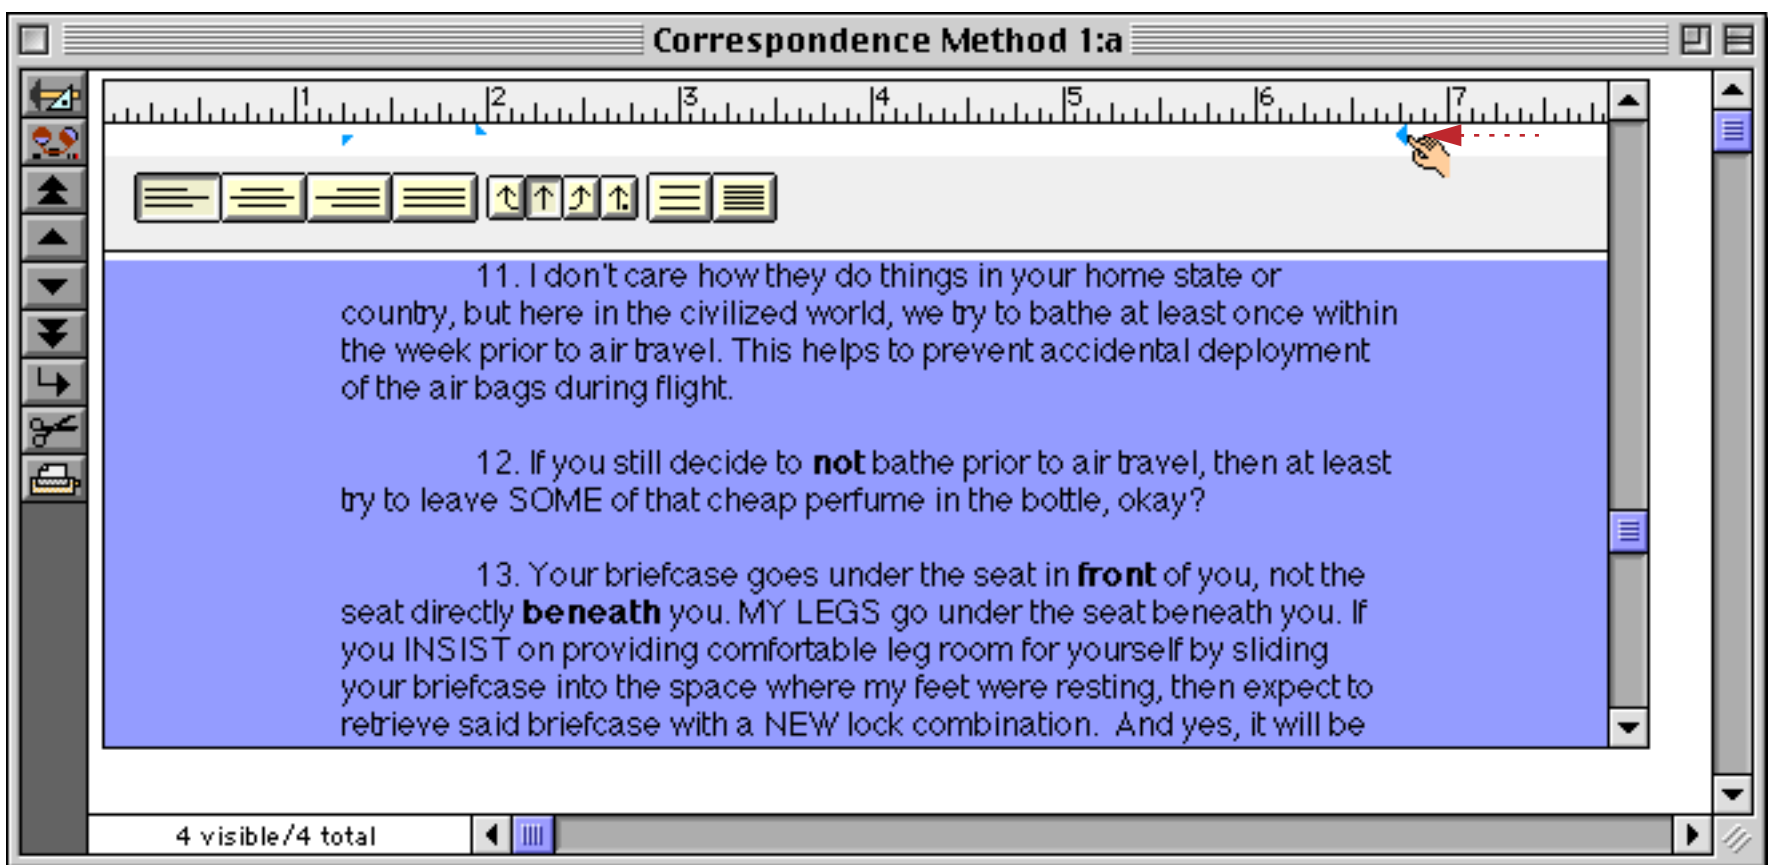 Correspondence Method 1:a
1 2 3 4 5 6 7
11. I don't care how they do things in your home state or
country, but here in the civilized world, we try to bathe at least once within
the week prior to air travel. This helps to prevent accidental deployment
of the air bags during flight.
12. If you still decide to not bathe prior to air travel, then at least
try to leave SOME of that cheap perfume in the bottle, okay?
13. Your briefcase goes under the seat in front of you, not the
seat directly beneath you. MY LEGS go under the seat beneath you. If
you INSIST on providing comfortable leg room for yourself by sliding
your briefcase into the space where my feet were resting, then expect to
retrieve said briefcase with a NEW lock combination.  And yes, it will be
4 visible/4 total